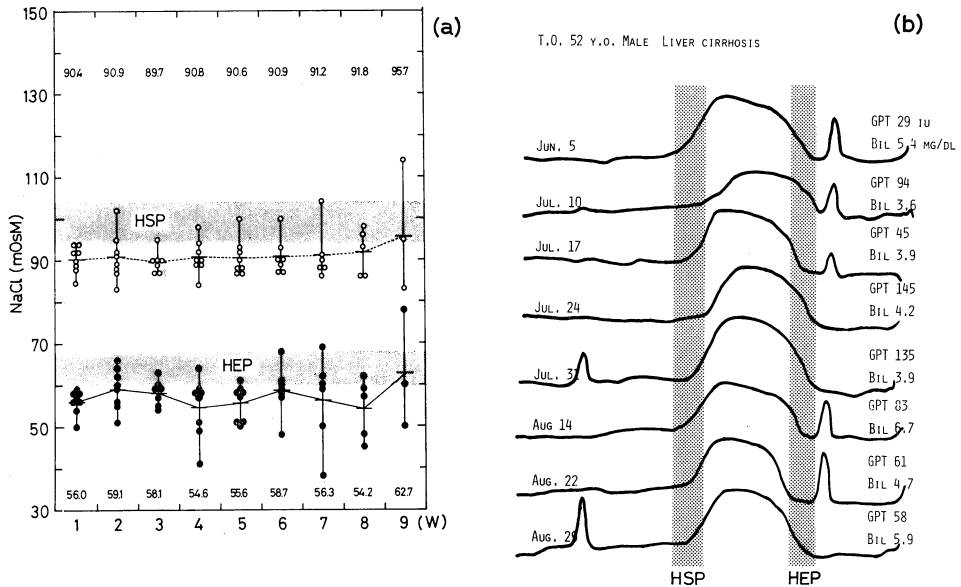 (a)
150
130
110
90
70
50
30
NaCl (mOsM)
90.4 90.9 89.7 90.8 90.6 90.9 91.2 91.8 95.7
HSP
HEP
56.0 59.1 58.1 54.6 55.6 58.7 56.3 54.2 62.7
1 2 3 4 5 6 7 8 9 (W)
(b)
T.O. 52 Y.O. MALE LIVER CIRRHOSIS
JUN. 5
GPT 29 IU
BIL 5.4 MG/DL
JUL. 10
GPT 94
BIL 3.6
JUL. 17
GPT 45
BIL 3.9
JUL. 24
GPT 145
BIL 4.2
JUL. 31
GPT 135
BIL 3.9
AUG 14
GPT 83
BIL 6.7
AUG. 22
GPT 61
BIL 4.7
AUG.
GPT 58
BIL 5.9
HSP HEP